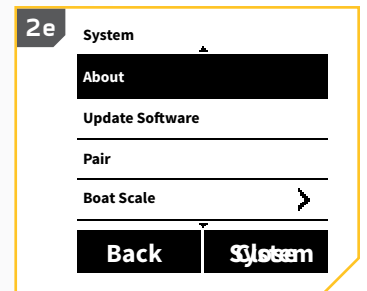 2e
System
About
Update Software
Pair
Boat Scale
Back